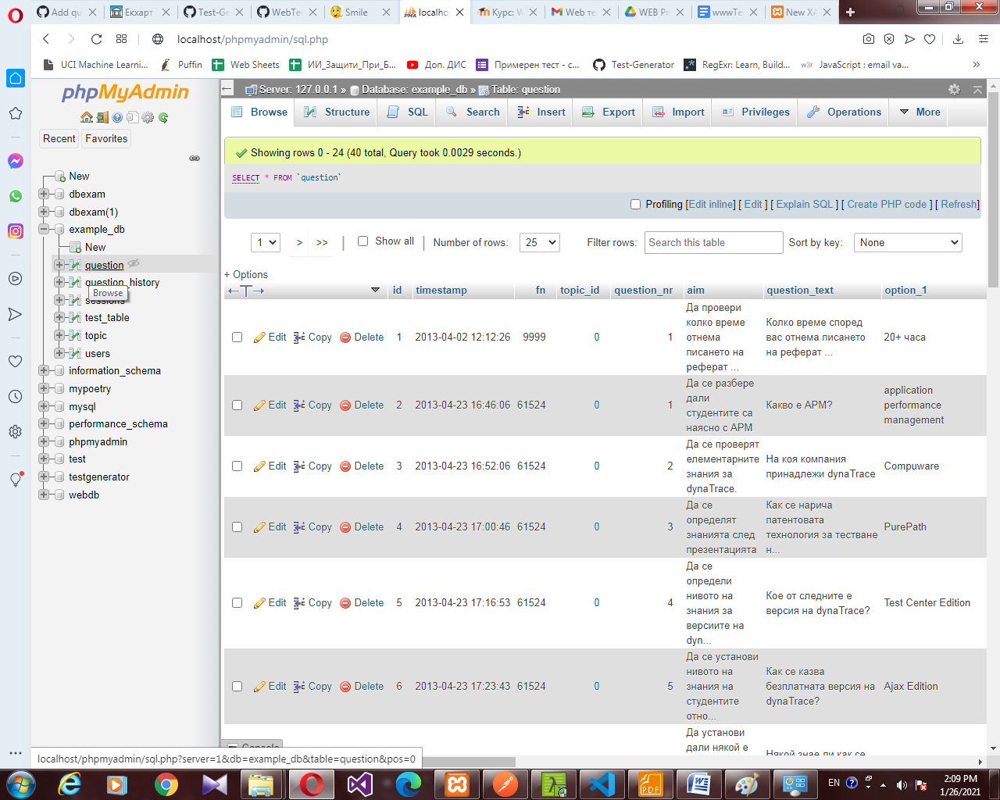 Add qu
Екхарт
Test-Ge
WebTec
Smile
localho
Курс: W
Web те
WEB Pr
wwwTe
New XA
localhost/phpmyadmin/sql.php
UCI Machine Learni...
Puffin
Web Sheets
ИИ_Защити_При_Б...
Доп. ДИС
Примерен тест - с...
Test-Generator
RegExr: Learn, Build...
JavaScript : email va...
phpMyAdmin
Recent
Favorites
New
dbexam
dbexam(1)
example_db
New
question
question_history
Browse
sessions
test_table
topic
users
information_schema
mypoetry
mysql
performance_schema
phpmyadmin
test
testgenerator
webdb
Server: 127.0.0.1 » Database: example_db » Table: question
Browse Structure SQL Search Insert Export Import Privileges Operations More
Showing rows 0 - 24 (40 total, Query took 0.0029 seconds.)
SELECT * FROM `question`
Profiling [Edit inline] [ Edit ] [ Explain SQL ] [ Create PHP code ] [ Refresh]
1 > >> | Show all | Number of rows: 25 Filter rows: Search this table Sort by key: None
+ Options
←T→ id timestamp fn topic_id question_nr aim question_text option_1
Edit Copy Delete 1 2013-04-02 12:12:26 9999 0 1
Да провери
колко време
отнема
писането на
реферат ...
Колко време според
вас отнема писането
на реферат ...
20+ часа
Edit Copy Delete 2 2013-04-23 16:46:06 61524 0 1
Да се разбере
дали
студентите са
наясно с APM
Какво е APM?
application
performance
management
Edit Copy Delete 3 2013-04-23 16:52:06 61524 0 2
Да се проверят
елементарните
знания за
dynaTrace.
На коя компания
принадлежи dynaTrace
Compuware
Edit Copy Delete 4 2013-04-23 17:00:46 61524 0 3
Да се
определят
знанията след
презентацията
Как се нарича
патентовата
технология за тестване
н...
PurePath
Edit Copy Delete 5 2013-04-23 17:16:53 61524 0 4
Да се
определи
нивото на
знания за
версиите на
dyn...
Кое от следните е
версия на dynaTrace?
Test Center Edition
Edit Copy Delete 6 2013-04-23 17:23:43 61524 0 5
Да се установи
нивото на
знания на
студентите
отно...
Как се казва
безплатната версия на
dynaTrace?
Ajax Edition
Да установи
дали някой е
Някой знае ли как се
Console
localhost/phpmyadmin/sql.php?server=1&db=example_db&table=question&pos=0
EN
2:09 PM
1/26/2021
PDF